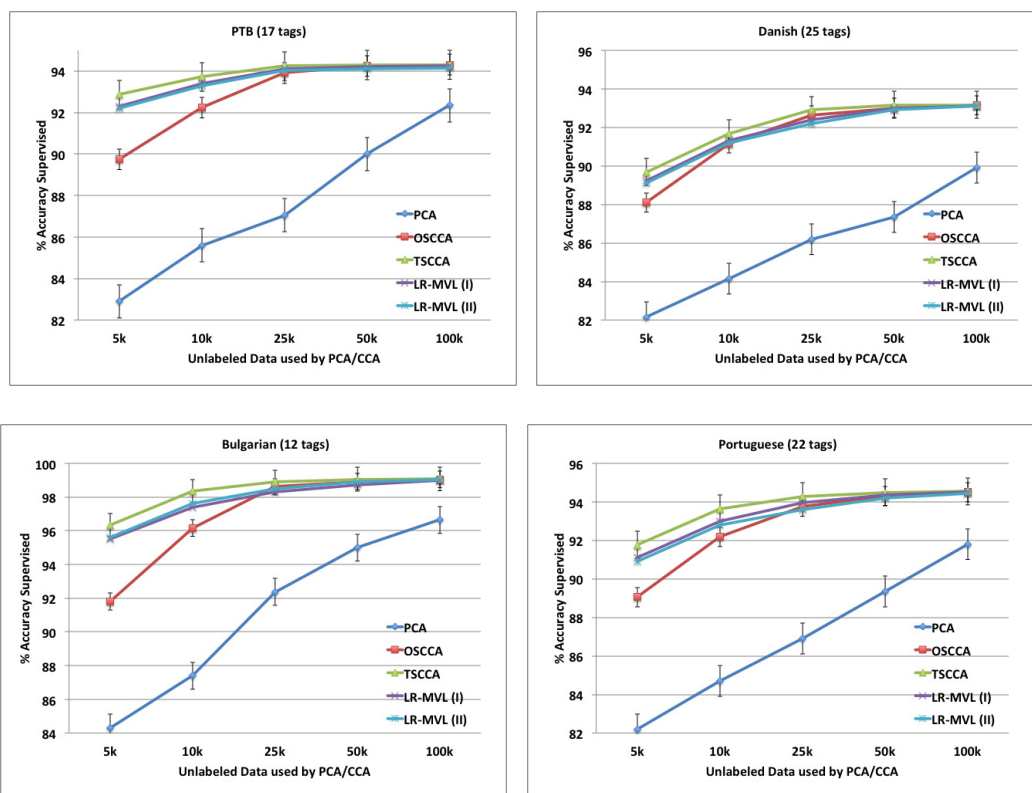 PTB (17 tags)
% Accuracy Supervised
94
92
90
88
86
84
82
PCA
OSCCA
TSCCA
LR-MVL (I)
LR-MVL (II)
5k 10k 25k 50k 100k
Unlabeled Data used by PCA/CCA
Danish (25 tags)
% Accuracy Supervised
96
94
92
90
88
86
84
82
PCA
OSCCA
TSCCA
LR-MVL (I)
LR-MVL (II)
5k 10k 25k 50k 100k
Unlabeled Data used by PCA/CCA
Bulgarian (12 tags)
% Accuracy Supervised
100
98
96
94
92
90
88
86
84
PCA
OSCCA
TSCCA
LR-MVL (I)
LR-MVL (II)
5k 10k 25k 50k 100k
Unlabeled Data used by PCA/CCA
Portuguese (22 tags)
% Accuracy Supervised
96
94
92
90
88
86
84
82
PCA
OSCCA
TSCCA
LR-MVL (I)
LR-MVL (II)
5k 10k 25k 50k 100k
Unlabeled Data used by PCA/CCA